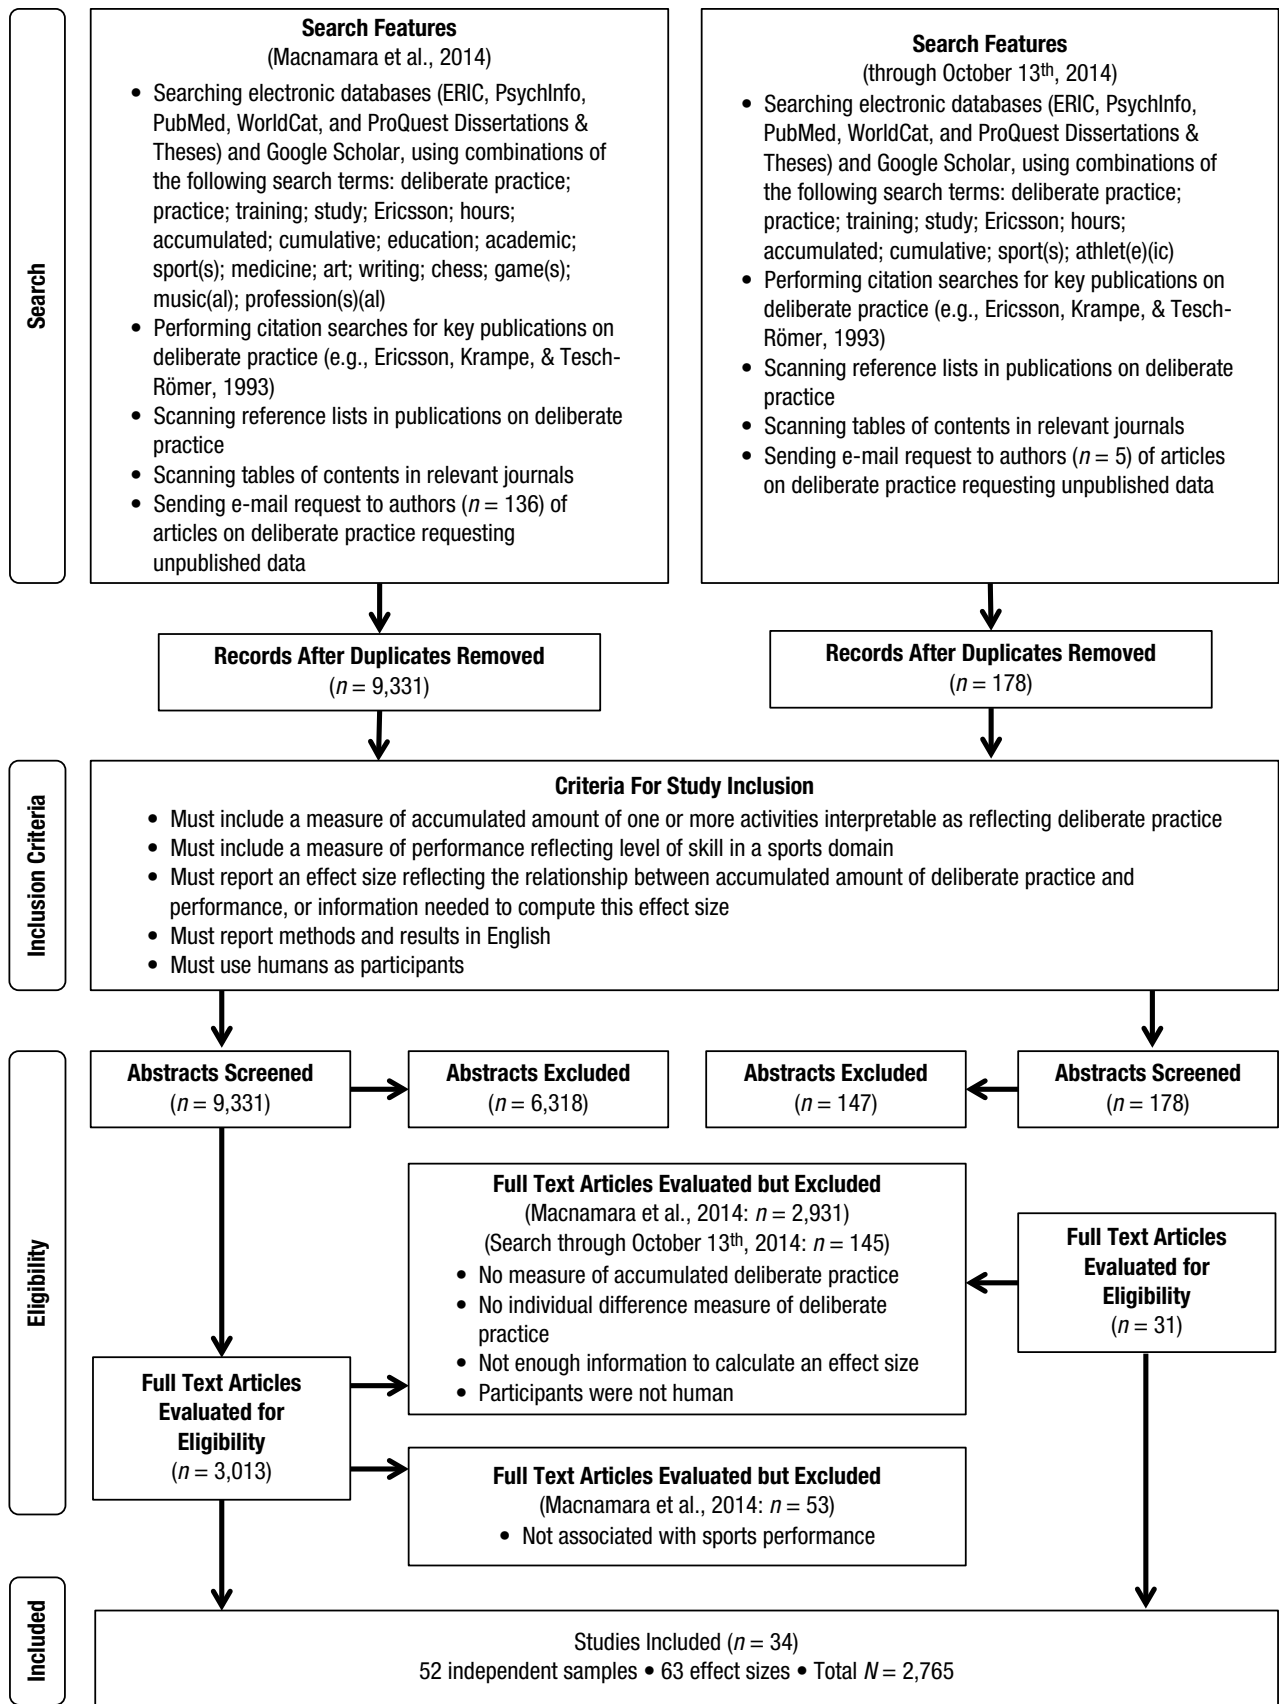 Search
Search Features
(Macnamara et al., 2014)
• Searching electronic databases (ERIC, PsychInfo,
PubMed, WorldCat, and ProQuest Dissertations &
Theses) and Google Scholar, using combinations of
the following search terms: deliberate practice;
practice; training; study; Ericsson; hours;
accumulated; cumulative; education; academic;
sport(s); medicine; art; writing; chess; game(s);
music(al); profession(s)(al)
• Performing citation searches for key publications on
deliberate practice (e.g., Ericsson, Krampe, & Tesch-
Römer, 1993)
• Scanning reference lists in publications on deliberate
practice
• Scanning tables of contents in relevant journals
• Sending e-mail request to authors (n = 136) of
articles on deliberate practice requesting
unpublished data
Search Features
(through October 13th, 2014)
• Searching electronic databases (ERIC, PsychInfo,
PubMed, WorldCat, and ProQuest Dissertations &
Theses) and Google Scholar, using combinations of
the following search terms: deliberate practice;
practice; training; study; Ericsson; hours;
accumulated; cumulative; sport(s); athlet(e)(ic)
• Performing citation searches for key publications on
deliberate practice (e.g., Ericsson, Krampe, & Tesch-
Römer, 1993)
• Scanning reference lists in publications on deliberate
practice
• Scanning tables of contents in relevant journals
• Sending e-mail request to authors (n = 5) of articles
on deliberate practice requesting unpublished data
Records After Duplicates Removed
(n = 9,331)
Records After Duplicates Removed
(n = 178)
Inclusion Criteria
Criteria For Study Inclusion
• Must include a measure of accumulated amount of one or more activities interpretable as reflecting deliberate practice
• Must include a measure of performance reflecting level of skill in a sports domain
• Must report an effect size reflecting the relationship between accumulated amount of deliberate practice and
performance, or information needed to compute this effect size
• Must report methods and results in English
• Must use humans as participants
Eligibility
Abstracts Screened
(n = 9,331)
Abstracts Excluded
(n = 6,318)
Abstracts Excluded
(n = 147)
Abstracts Screened
(n = 178)
Full Text Articles Evaluated but Excluded
(Macnamara et al., 2014: n = 2,931)
(Search through October 13th, 2014: n = 145)
• No measure of accumulated deliberate practice
• No individual difference measure of deliberate
practice
• Not enough information to calculate an effect size
• Participants were not human
Full Text Articles
Evaluated for
Eligibility
(n = 31)
Full Text Articles
Evaluated for
Eligibility
(n = 3,013)
Full Text Articles Evaluated but Excluded
(Macnamara et al., 2014: n = 53)
• Not associated with sports performance
Included
Studies Included (n = 34)
52 independent samples • 63 effect sizes • Total N = 2,765